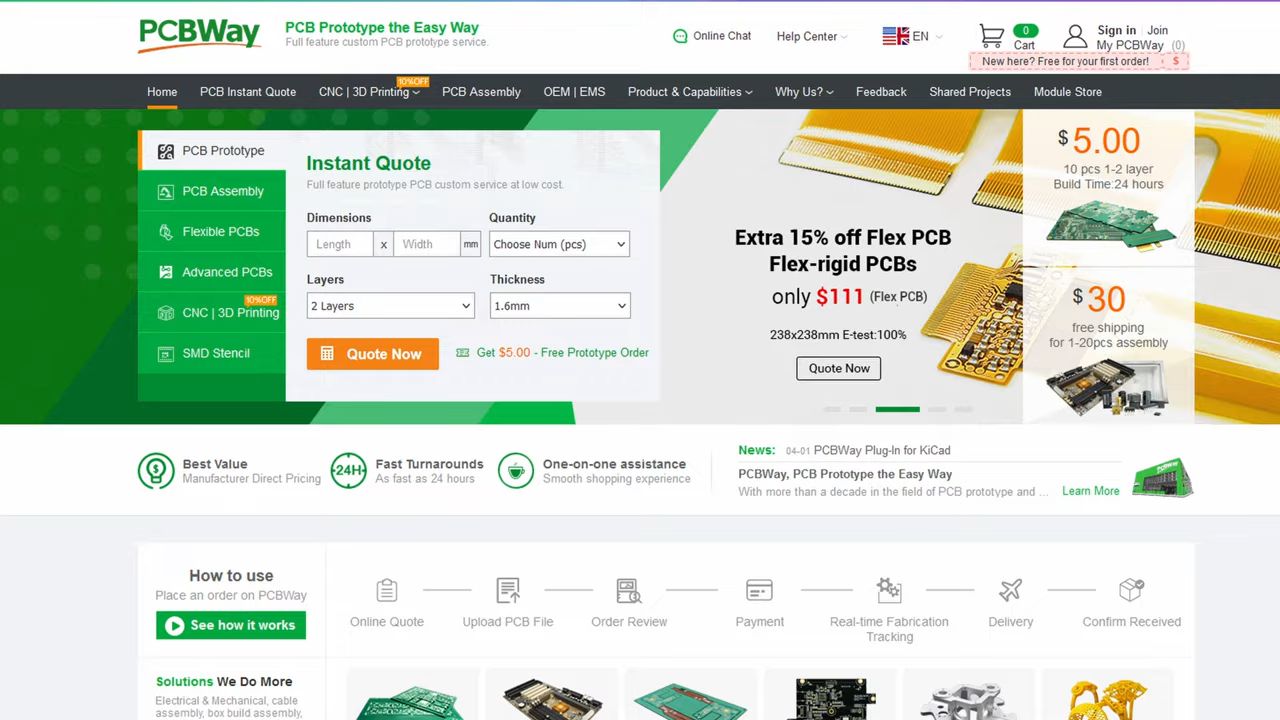 PCBWay
PCB Prototype the Easy Way
Full feature custom PCB prototype service.
Online Chat
Help Center
EN
0
Cart
Sign in
Join
My PCBWay (0)
New here? Free for your first order!
$
Home
PCB Instant Quote
CNC | 3D Printing
10%OFF
PCB Assembly
OEM | EMS
Product & Capabilities
Why Us?
Feedback
Shared Projects
Module Store
PCB Prototype
PCB Assembly
Flexible PCBs
Advanced PCBs
10%OFF
CNC | 3D Printing
SMD Stencil
Instant Quote
Full feature prototype PCB custom service at low cost.
Dimensions
Quantity
Length x Width mm
Choose Num (pcs)
Layers
Thickness
2 Layers
1.6mm
Quote Now
Get $5.00 - Free Prototype Order
Extra 15% off Flex PCB
Flex-rigid PCBs
only $111 (Flex PCB)
238x238mm E-test:100%
Quote Now
$5.00
10 pcs 1-2 layer
Build Time:24 hours
$30
free shipping
for 1-20pcs assembly
Best Value
Manufacturer Direct Pricing
24H
Fast Turnarounds
As fast as 24 hours
One-on-one assistance
Smooth shopping experience
News: 04-01 PCBWay Plug-In for KiCad
PCBWay, PCB Prototype the Easy Way
With more than a decade in the field of PCB prototype and ...
Learn More
How to use
Place an order on PCBWay
See how it works
Online Quote
Upload PCB File
Order Review
Payment
Real-time Fabrication
Tracking
Delivery
Confirm Received
Solutions We Do More
Electrical & Mechanical, cable
assembly, box build assembly,